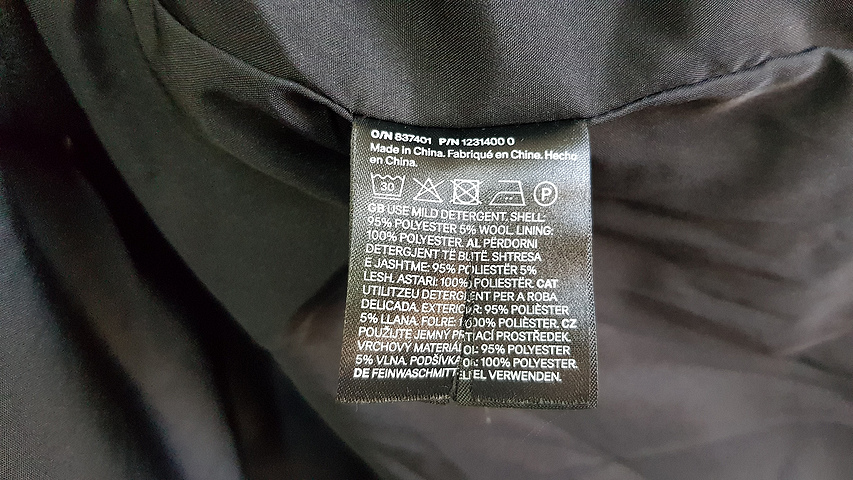 O/N 837401 P/N 1231400 0
Made in China. Fabriqué en Chine. Hecho
en China.
30 P
GB USE MILD DETERGENT. SHELL:
95% POLYESTER 5% WOOL. LINING:
100% POLYESTER. AL PËRDORNI
DETERGJENT TË BUTË. SHTRESA
E JASHTME: 95% POLIESTËR 5%
LESH. ASTARI: 100% POLIESTËR. CAT
UTILITZEU DETERGENT PER A ROBA
DELICADA. EXTERIOR: 95% POLIÈSTER
5% LLANA. FOLRE: 100% POLIÈSTER. CZ
POUŽIJTE JEMNÝ PRACÍ PROSTŘEDEK.
VRCHOVÝ MATERIÁL: 95% POLYESTER
5% VLNA. PODŠÍVKA: 100% POLYESTER.
DE FEINWASCHMITTEL VERWENDEN.